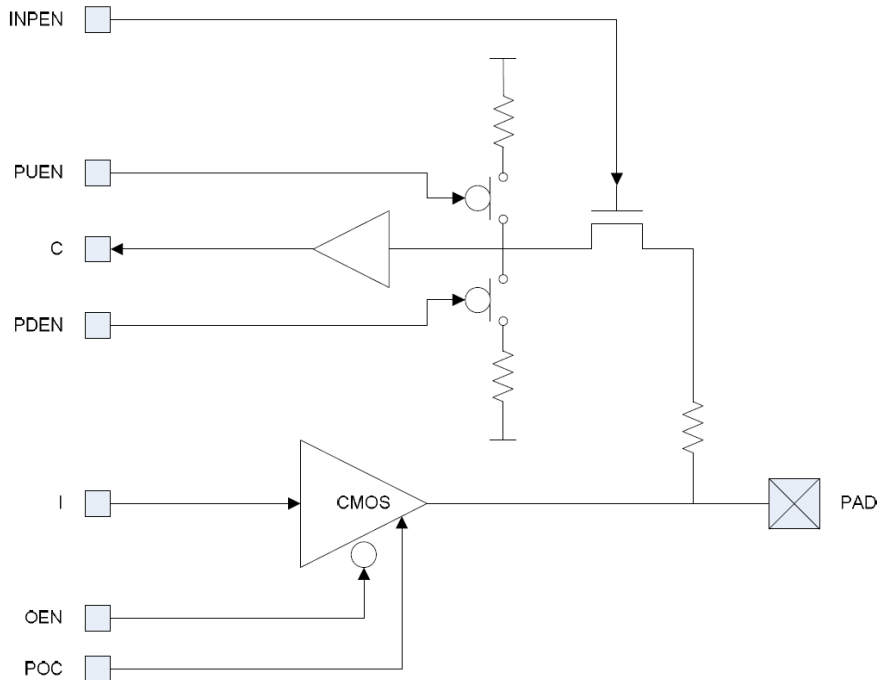 INPEN
PUEN
C
PDEN
I
CMOS
PAD
OEN
POC